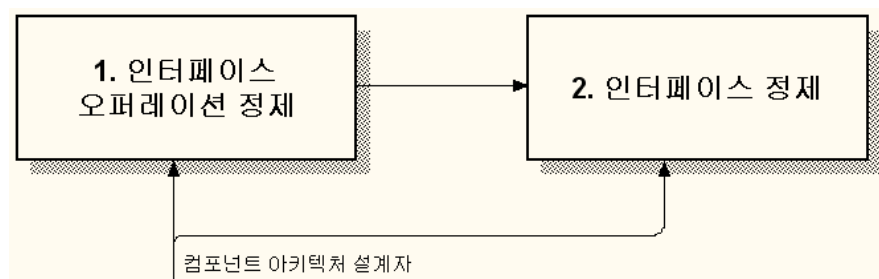 1. 인터페이스
오퍼레이션 정제
2. 인터페이스 정제
컴포넌트 아키텍처 설계자